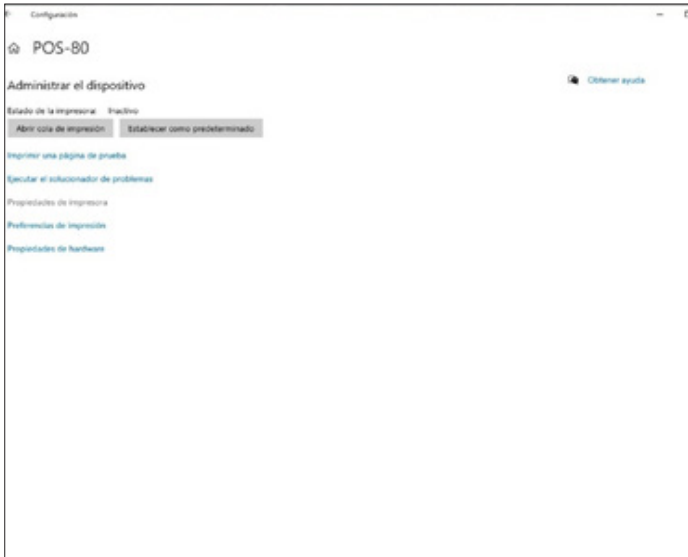 Configuración
POS-80
Administrar el dispositivo
Obtener ayuda
Estado de la impresora: Inactivo
Abrir cola de impresión Establecer como predeterminado
Imprimir una página de prueba
Ejecutar el solucionador de problemas
Propiedades de impresora
Preferencias de impresión
Propiedades de hardware